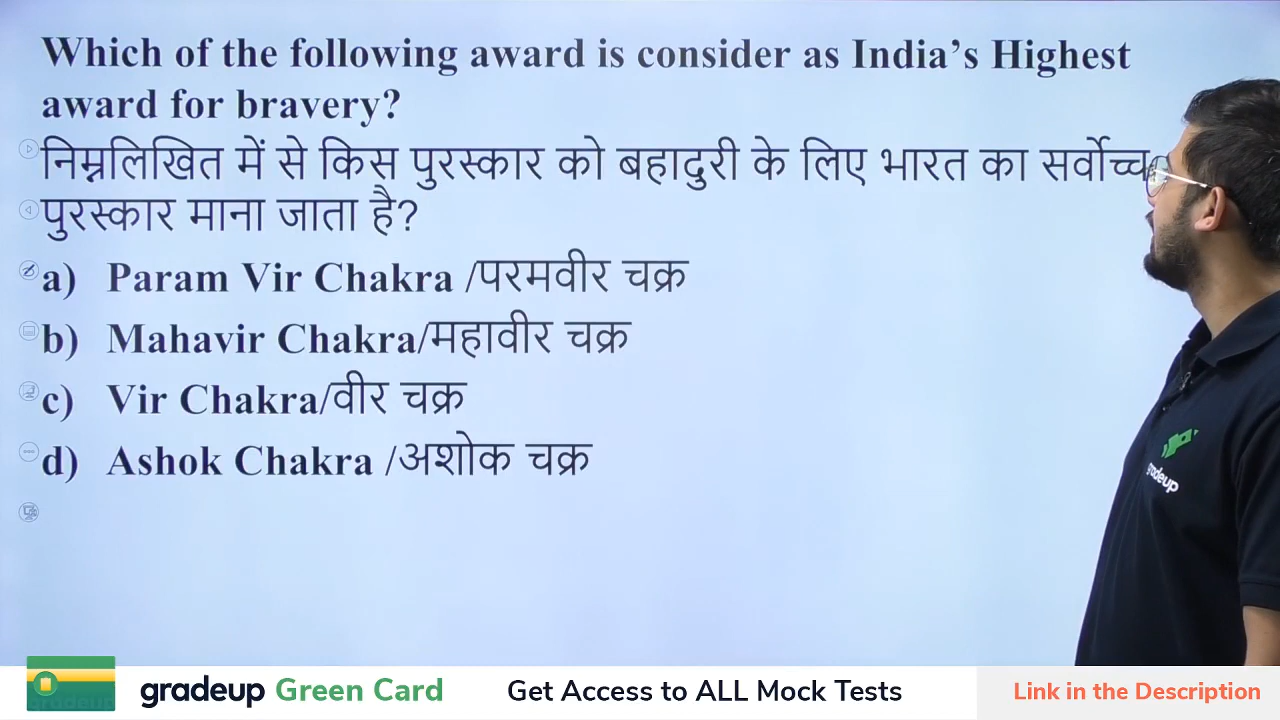 Which of the following award is consider as India’s Highest
award for bravery?
निम्नलिखित में से किस पुरस्कार को बहादुरी के लिए भारत का सर्वोच्च
पुरस्कार माना जाता है?
a) Param Vir Chakra /परमवीर चक्र
b) Mahavir Chakra/महावीर चक्र
c) Vir Chakra/वीर चक्र
d) Ashok Chakra /अशोक चक्र
gradeup
gradeup Green Card Get Access to ALL Mock Tests Link in the Description